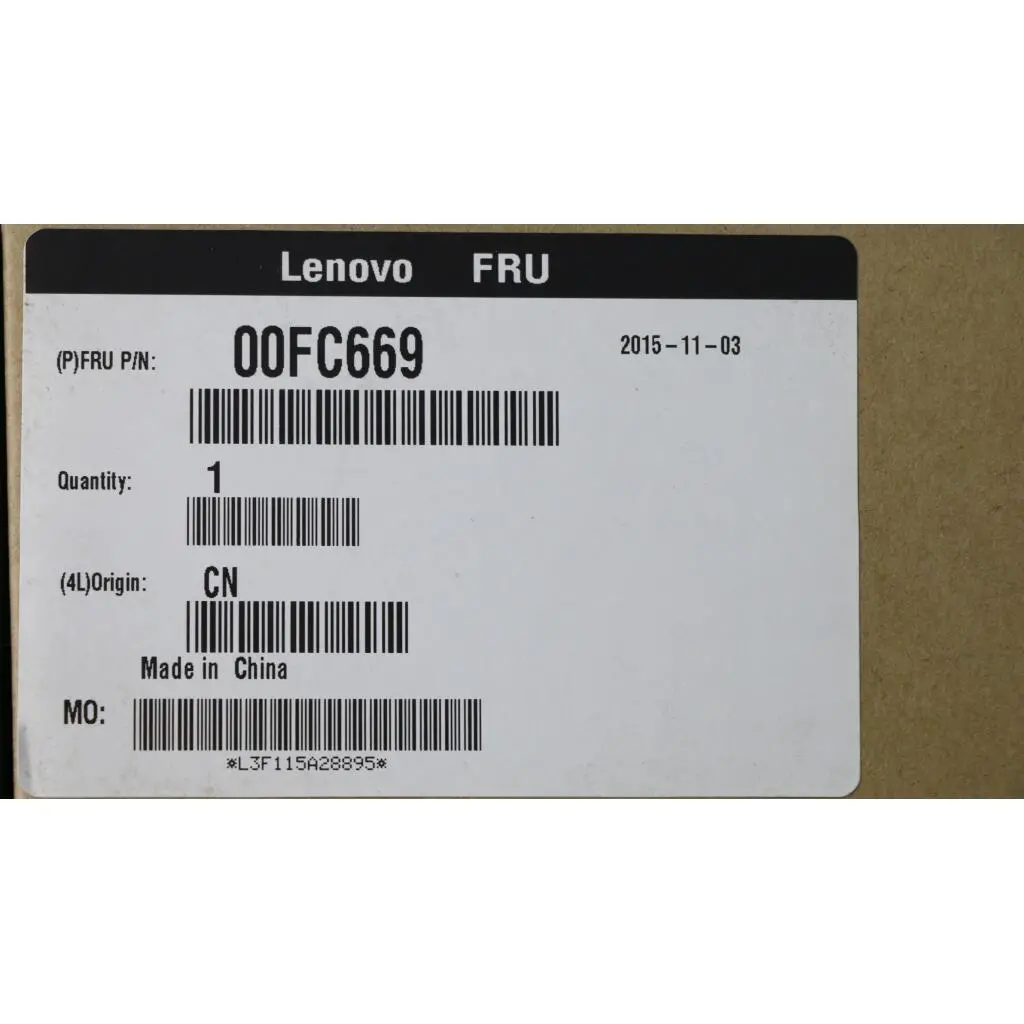 Lenovo FRU
(P)FRU P/N: 00FC669 2015-11-03
Quantity: 1
(4L)Origin: CN
Made in China
MO:
*L3F115A28895*